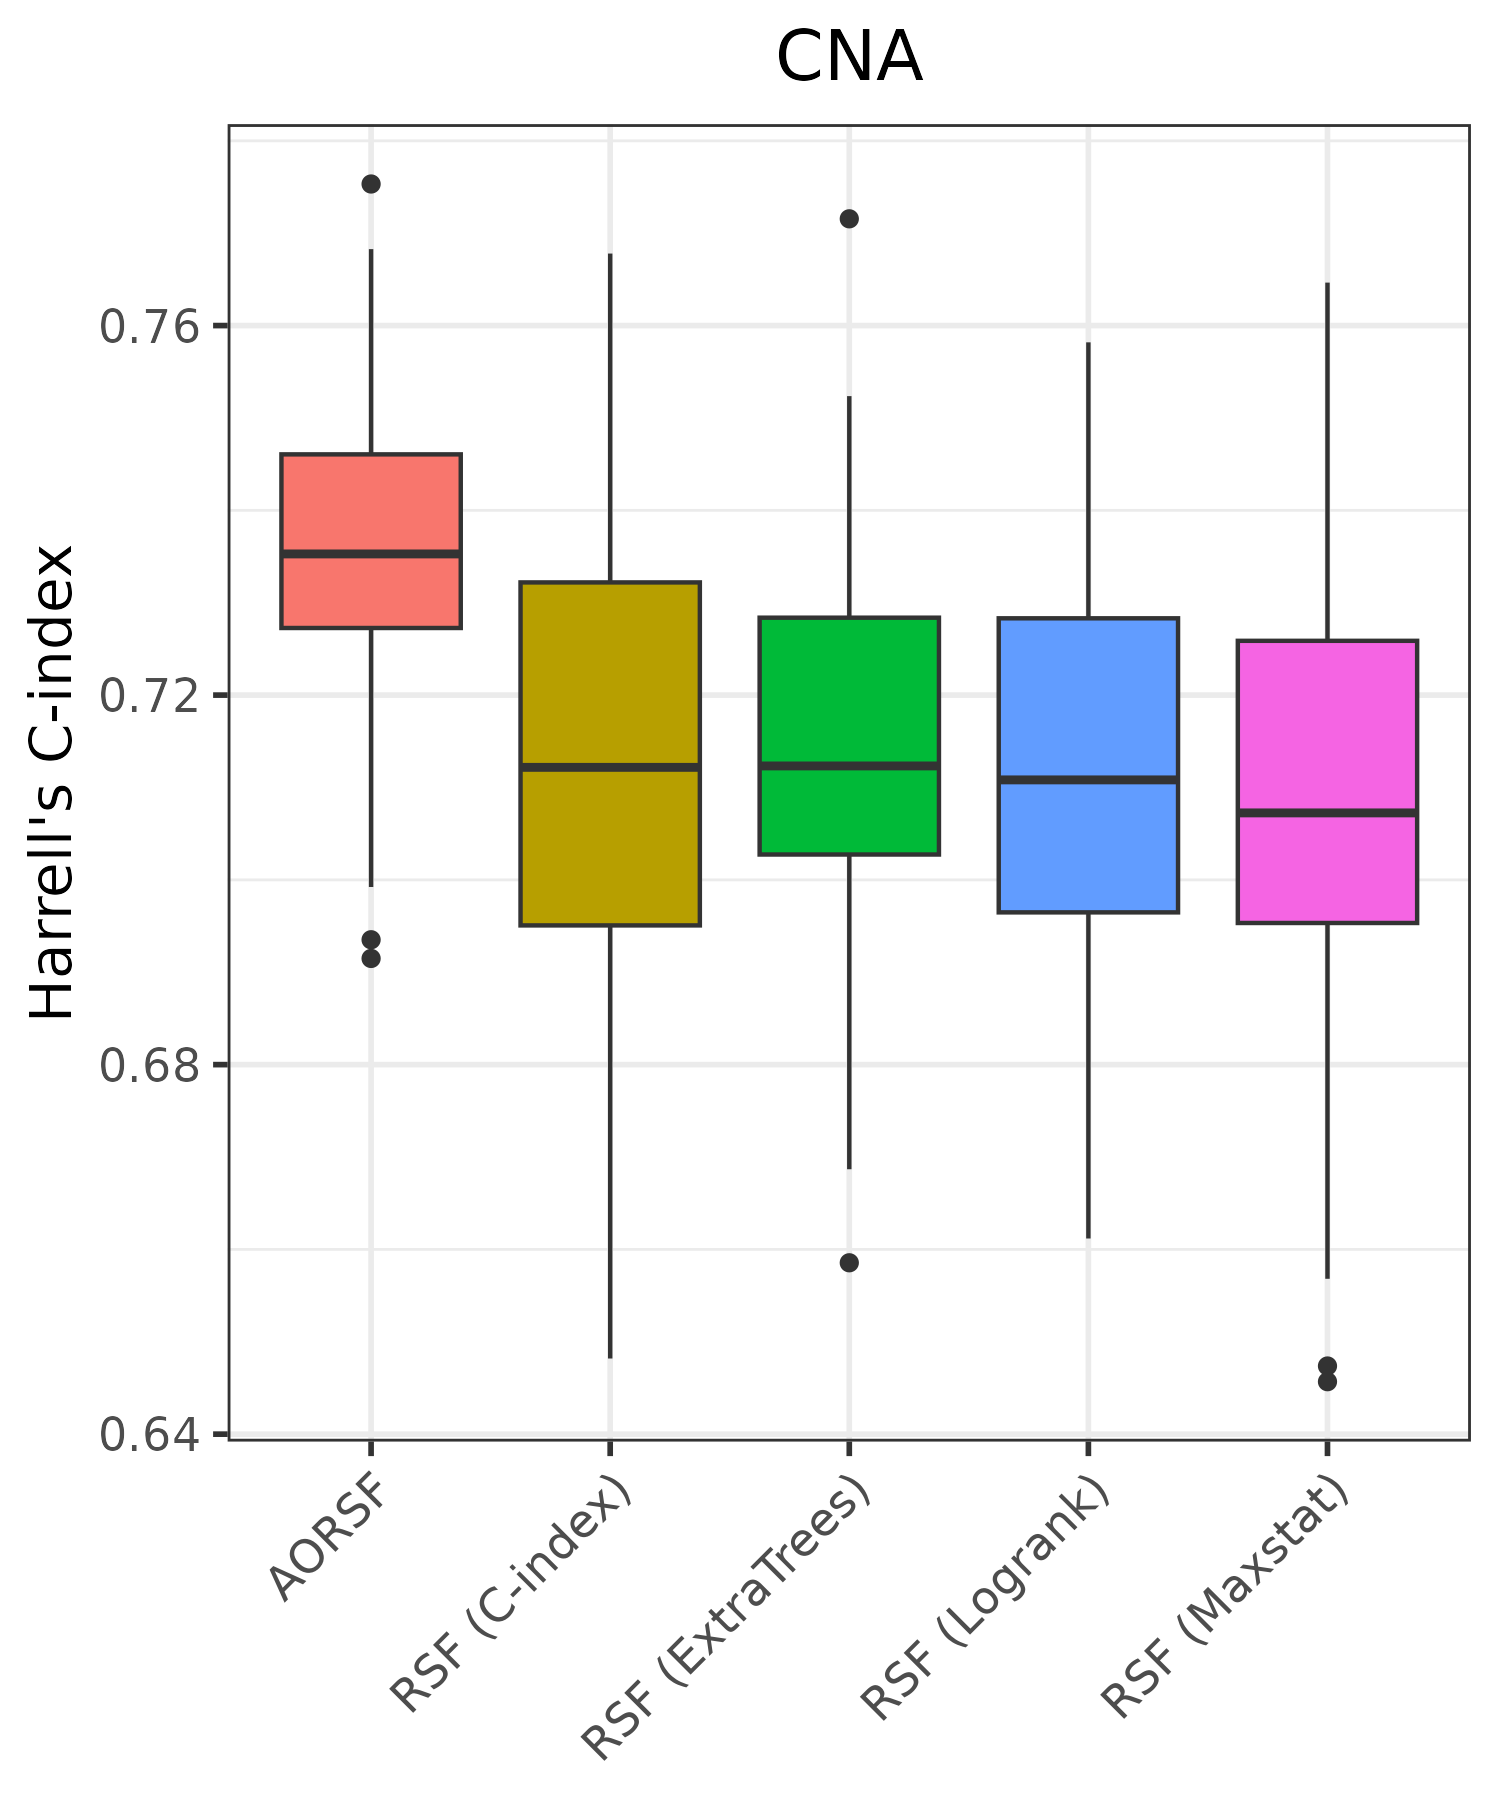 CNA
Harrell's C-index
0.76
0.72
0.68
0.64
AORSF
RSF (C-index)
RSF (ExtraTrees)
RSF (Logrank)
RSF (Maxstat)